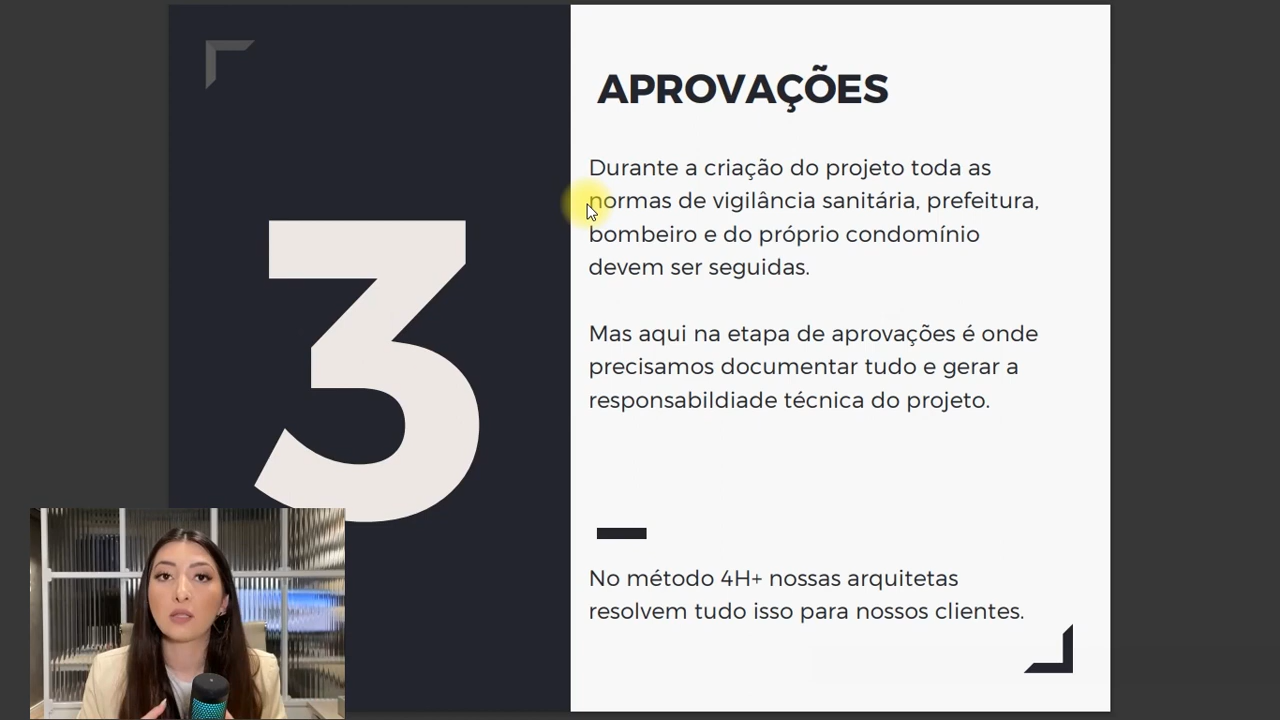 3
APROVAÇÕES
Durante a criação do projeto toda as
normas de vigilância sanitária, prefeitura,
bombeiro e do próprio condomínio
devem ser seguidas.
Mas aqui na etapa de aprovações é onde
precisamos documentar tudo e gerar a
responsabildiade técnica do projeto.
No método 4H+ nossas arquitetas
resolvem tudo isso para nossos clientes.